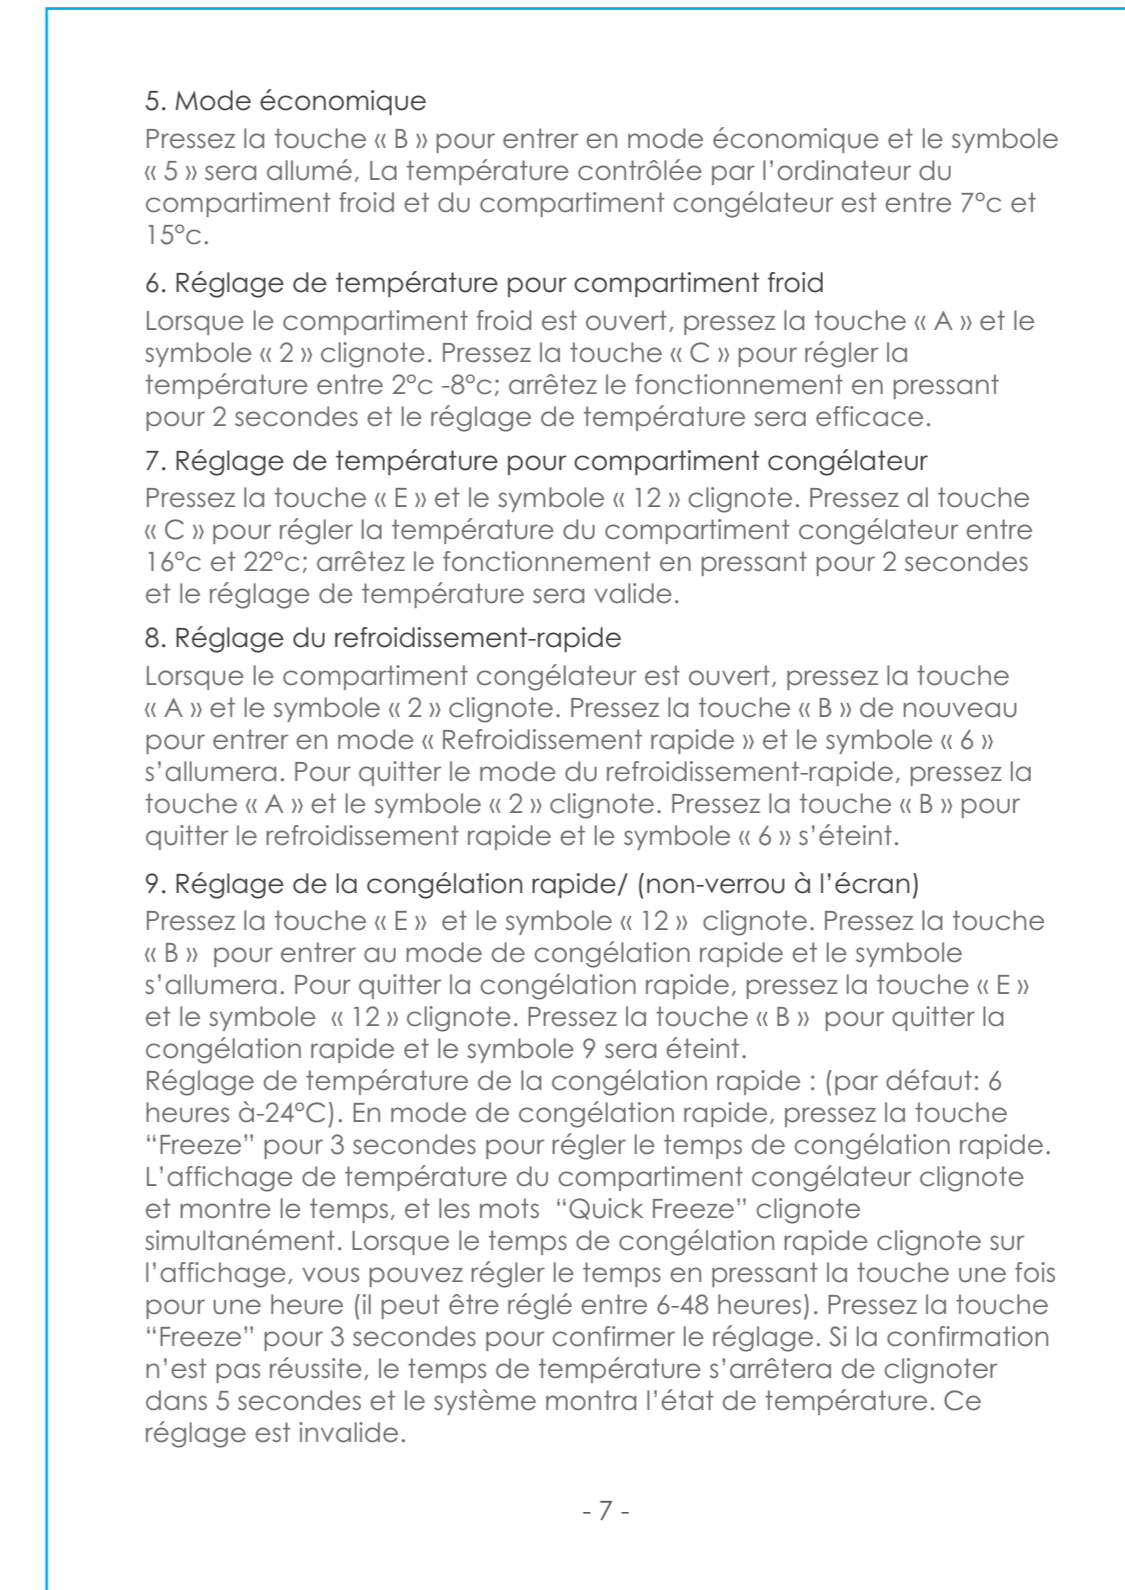 5. Mode économique
Pressez la touche « B » pour entrer en mode économique et le symbole
« 5 » sera allumé, La température contrôlée par l'ordinateur du
compartiment froid et du compartiment congélateur est entre 7°c et
15°c.
6. Réglage de température pour compartiment froid
Lorsque le compartiment froid est ouvert, pressez la touche « A » et le
symbole « 2 » clignote. Pressez la touche « C » pour régler la
température entre 2°c -8°c; arrêtez le fonctionnement en pressant
pour 2 secondes et le réglage de température sera efficace.
7. Réglage de température pour compartiment congélateur
Pressez la touche « E » et le symbole « 12 » clignote. Pressez al touche
« C » pour régler la température du compartiment congélateur entre
16°c et 22°c; arrêtez le fonctionnement en pressant pour 2 secondes
et le réglage de température sera valide.
8. Réglage du refroidissement-rapide
Lorsque le compartiment congélateur est ouvert, pressez la touche
« A » et le symbole « 2 » clignote. Pressez la touche « B » de nouveau
pour entrer en mode « Refroidissement rapide » et le symbole « 6 »
s'allumera. Pour quitter le mode du refroidissement-rapide, pressez la
touche « A » et le symbole « 2 » clignote. Pressez la touche « B » pour
quitter le refroidissement rapide et le symbole « 6 » s'éteint.
9. Réglage de la congélation rapide/ (non-verrou à l'écran)
Pressez la touche « E »  et le symbole « 12 »  clignote. Pressez la touche
« B »  pour entrer au mode de congélation rapide et le symbole
s'allumera. Pour quitter la congélation rapide, pressez la touche « E »
et le symbole  « 12 » clignote. Pressez la touche « B »  pour quitter la
congélation rapide et le symbole 9 sera éteint.
Réglage de température de la congélation rapide : (par défaut: 6
heures à-24°C). En mode de congélation rapide, pressez la touche
“Freeze” pour 3 secondes pour régler le temps de congélation rapide.
L'affichage de température du compartiment congélateur clignote
et montre le temps, et les mots  “Quick Freeze” clignote
simultanément. Lorsque le temps de congélation rapide clignote sur
l'affichage, vous pouvez régler le temps en pressant la touche une fois
pour une heure (il peut être réglé entre 6-48 heures). Pressez la touche
“Freeze” pour 3 secondes pour confirmer le réglage. Si la confirmation
n'est pas réussite, le temps de température s'arrêtera de clignoter
dans 5 secondes et le système montra l'état de température. Ce
réglage est invalide.
- 7 -